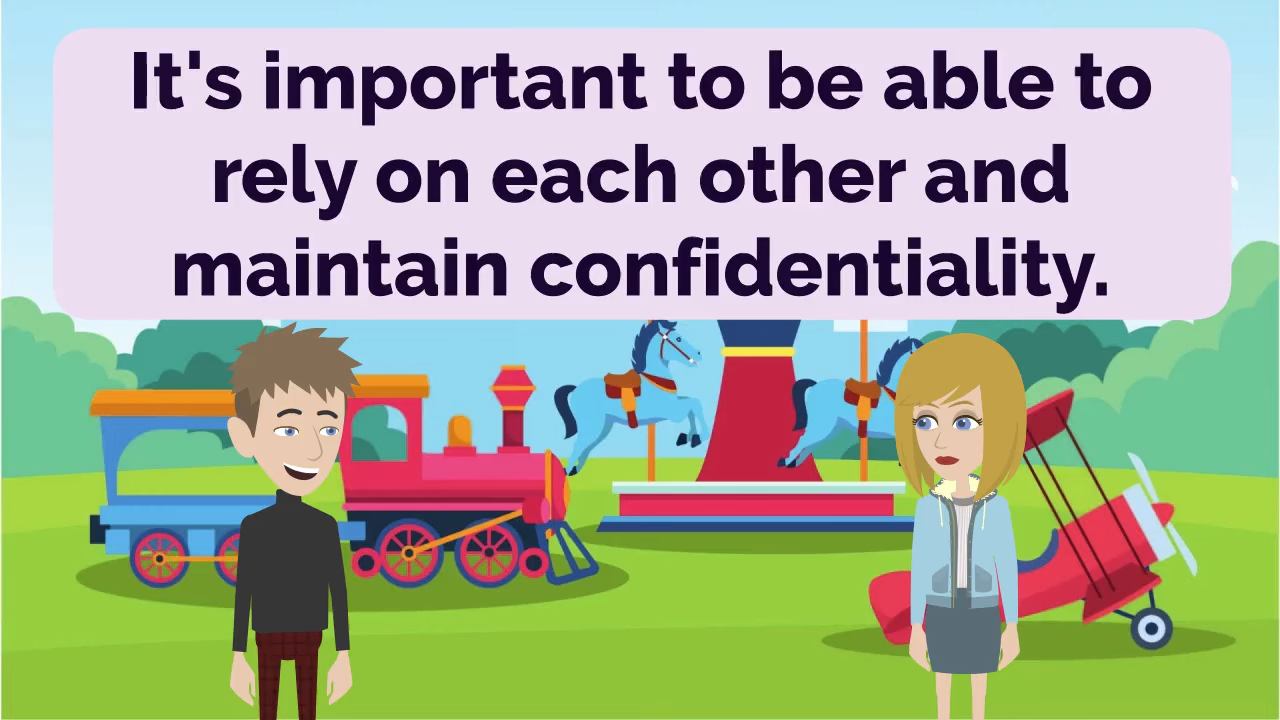 It's important to be able to
rely on each other and
maintain confidentiality.